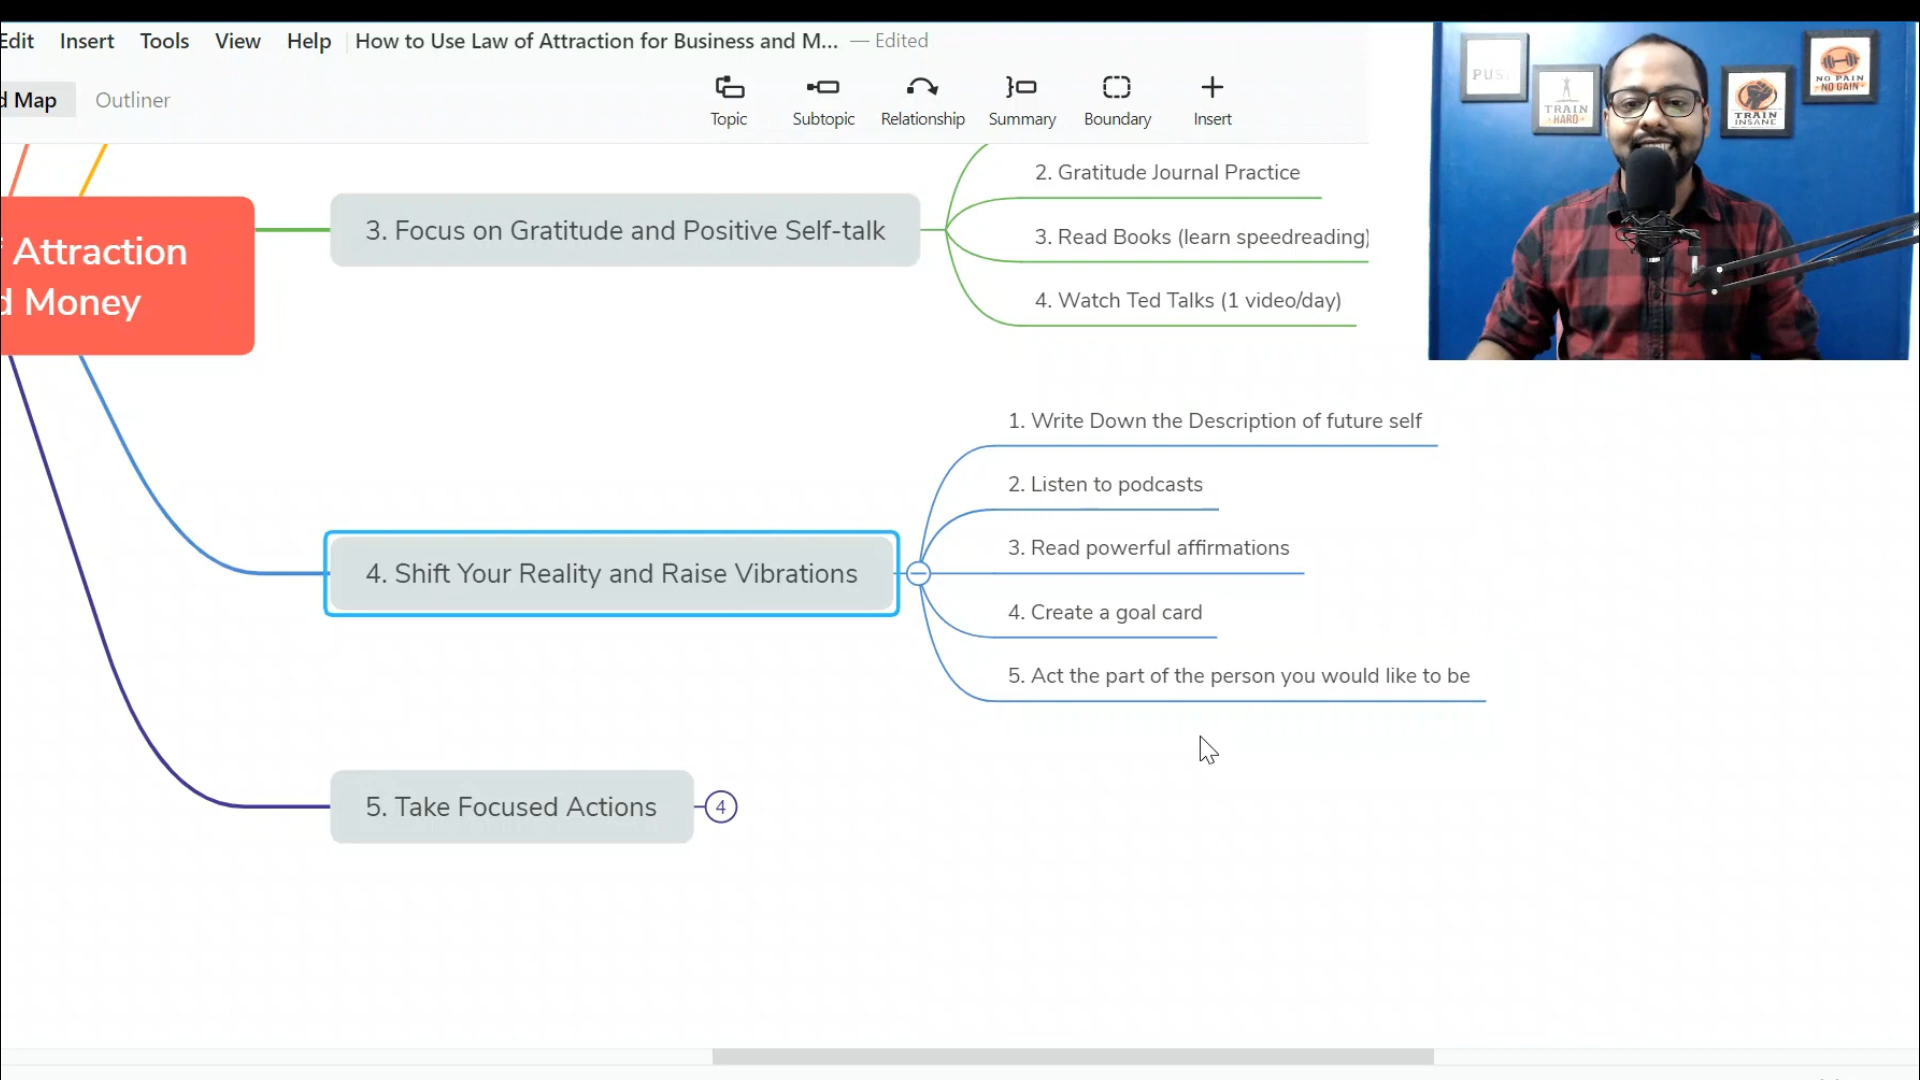 Edit Insert Tools View Help How to Use Law of Attraction for Business and M... — Edited
d Map Outliner
Topic Subtopic Relationship Summary Boundary Insert
PUSH
TRAIN
HARD
TRAIN
INSANE
NO PAIN
NO GAIN
f Attraction
d Money
3. Focus on Gratitude and Positive Self-talk
2. Gratitude Journal Practice
3. Read Books (learn speedreading)
4. Watch Ted Talks (1 video/day)
4. Shift Your Reality and Raise Vibrations
1. Write Down the Description of future self
2. Listen to podcasts
3. Read powerful affirmations
4. Create a goal card
5. Act the part of the person you would like to be
5. Take Focused Actions 4